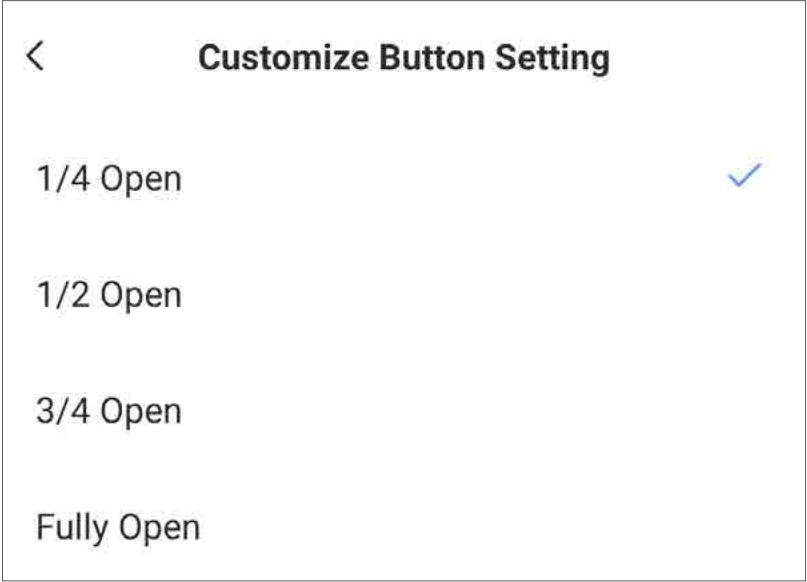 Customize Button Setting
1/4 Open
1/2 Open
3/4 Open
Fully Open